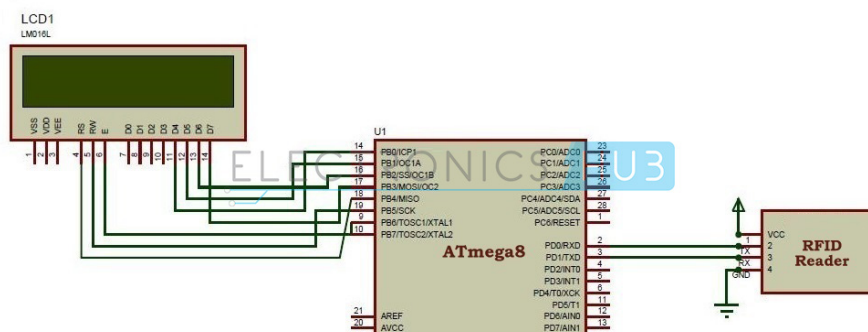 LCD1
LM016L
VSS VDD VEE RS RW E D0 D1 D2 D3 D4 D5 D6 D7
1 2 3 4 5 6 7 8 9 10 11 12 13 14
U1
14 PB0/ICP1 PC0/ADC0 23
15 PB1/OC1A PC1/ADC1 24
16 PB2/SS/OC1B PC2/ADC2 25
17 PB3/MOSI/OC2 PC3/ADC3 26
18 PB4/MISO PC4/ADC4/SDA 27
19 PB5/SCK PC5/ADC5/SCL 28
9 PB6/TOSC1/XTAL1 PC6/RESET 1
10 PB7/TOSC2/XTAL2
ATmega8
PD0/RXD 2
PD1/TXD 3
PD2/INT0 4
PD3/INT1 5
PD4/T0/XCK 6
PD5/T1 11
21 AREF PD6/AIN0 12
20 AVCC PD7/AIN1 13
VCC
1
TX 2
RX 3
GND 4
RFID
Reader
U3